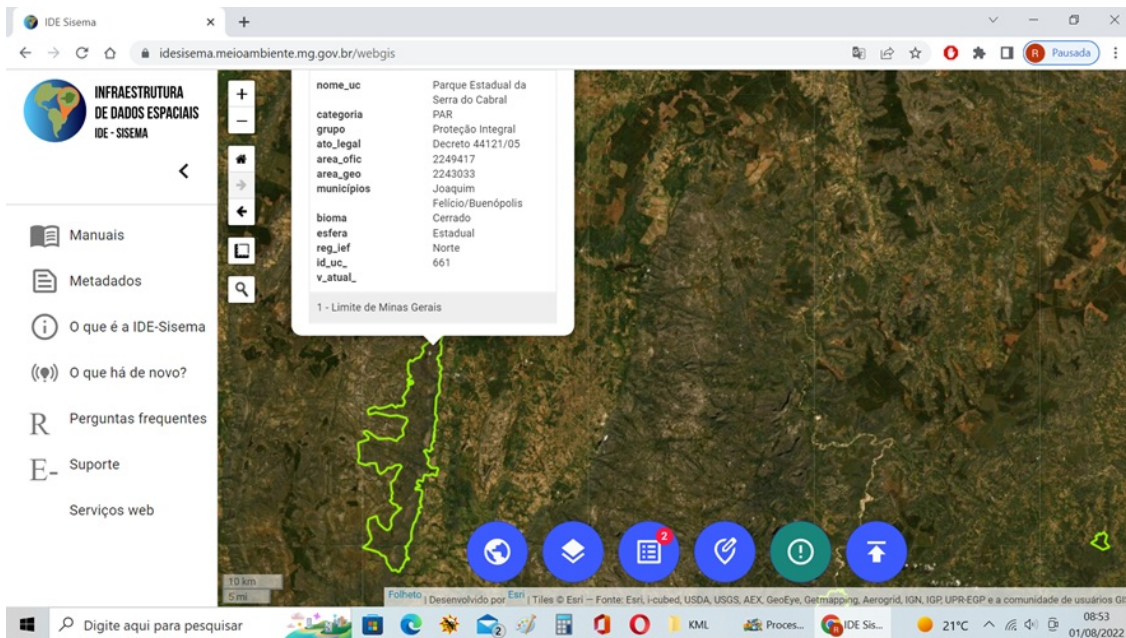 IDE Sisema
idesisema.meioambiente.mg.gov.br/webgis
R
Pausada
INFRAESTRUTURA
DE DADOS ESPACIAIS
IDE - SISEMA
Manuais
Metadados
O que é a IDE-Sisema
O que há de novo?
R Perguntas frequentes
E- Suporte
Serviços web
nome_uc Parque Estadual da
Serra do Cabral
categoria PAR
grupo Proteção Integral
ato_legal Decreto 44121/05
area_ofic 2249417
area_geo 2243033
municípios Joaquim
Felício/Buenópolis
bioma Cerrado
esfera Estadual
reg_ief Norte
id_uc_ 661
v_atual_
1 - Limite de Minas Gerais
2
10 km
5 mi
Folheto | Desenvolvido por Esri | Tiles © Esri — Fonte: Esri, i-cubed, USDA, USGS, AEX, GeoEye, Getmapping, Aerogrid, IGN, IGP, UPR-EGP e a comunidade de usuários GI
Digite aqui para pesquisar
2
KML
Proces...
IDE Sis...
21°C
08:53
01/08/2022